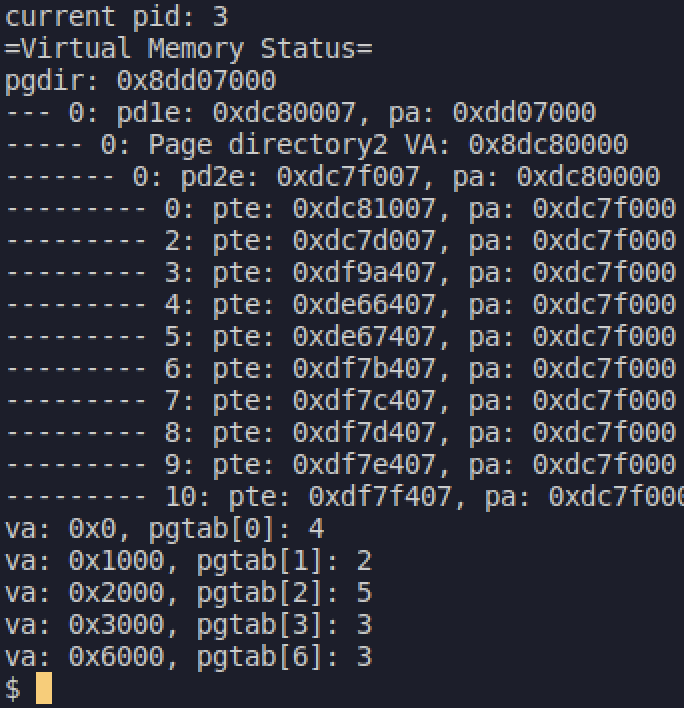 current pid: 3
=Virtual Memory Status=
pgdir: 0x8dd07000
--- 0: pd1e: 0xdc80007, pa: 0xdd07000
----- 0: Page directory2 VA: 0x8dc80000
------- 0: pd2e: 0xdc7f007, pa: 0xdc80000
--------- 0: pte: 0xdc81007, pa: 0xdc7f000
--------- 2: pte: 0xdc7d007, pa: 0xdc7f000
--------- 3: pte: 0xdf9a407, pa: 0xdc7f000
--------- 4: pte: 0xde66407, pa: 0xdc7f000
--------- 5: pte: 0xde67407, pa: 0xdc7f000
--------- 6: pte: 0xdf7b407, pa: 0xdc7f000
--------- 7: pte: 0xdf7c407, pa: 0xdc7f000
--------- 8: pte: 0xdf7d407, pa: 0xdc7f000
--------- 9: pte: 0xdf7e407, pa: 0xdc7f000
--------- 10: pte: 0xdf7f407, pa: 0xdc7f000
va: 0x0, pgtab[0]: 4
va: 0x1000, pgtab[1]: 2
va: 0x2000, pgtab[2]: 5
va: 0x3000, pgtab[3]: 3
va: 0x6000, pgtab[6]: 3
$